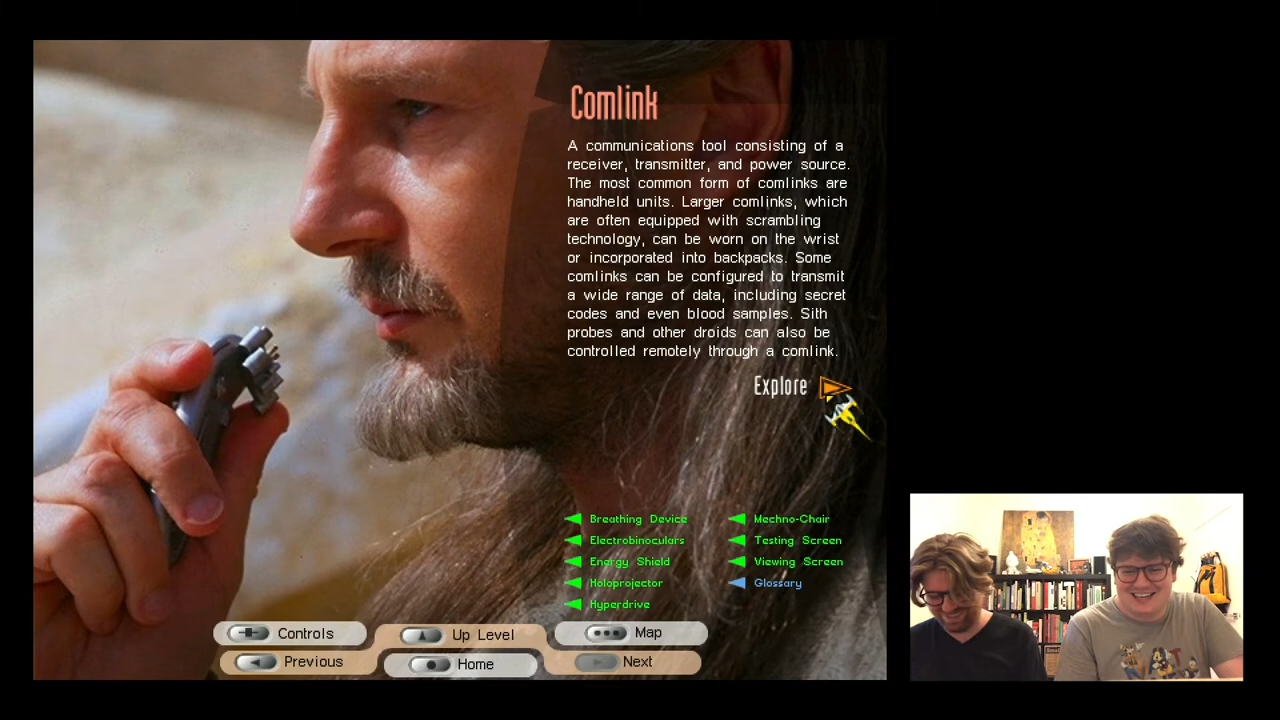 Comlink
A communications tool consisting of a
receiver, transmitter, and power source.
The most common form of comlinks are
handheld units. Larger comlinks, which
are often equipped with scrambling
technology, can be worn on the wrist
or incorporated into backpacks. Some
comlinks can be configured to transmit
a wide range of data, including secret
codes and even blood samples. Sith
probes and other droids can also be
controlled remotely through a comlink.
Explore
Breathing Device
Electrobinoculars
Energy Shield
Holoprojector
Hyperdrive
Mechno-Chair
Testing Screen
Viewing Screen
Glossary
Controls
Up Level
Map
Previous
Home
Next